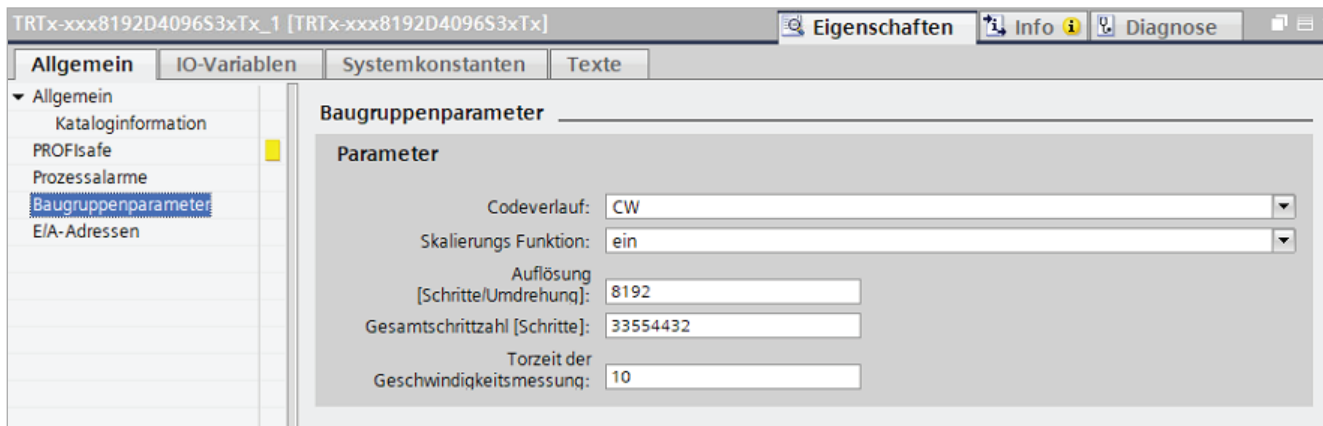 TRTx-xxx8192D4096S3xTx_1 [TRTx-xxx8192D4096S3xTx]
Eigenschaften
Info
Diagnose
Allgemein
IO-Variablen
Systemkonstanten
Texte
Allgemein
Kataloginformation
PROFIsafe
Prozessalarme
Baugruppenparameter
E/A-Adressen
Baugruppenparameter
Parameter
Codeverlauf: CW
Skalierungs Funktion: ein
Auflösung
[Schritte/Umdrehung]: 8192
Gesamtschrittzahl [Schritte]: 33554432
Torzeit der
Geschwindigkeitsmessung: 10